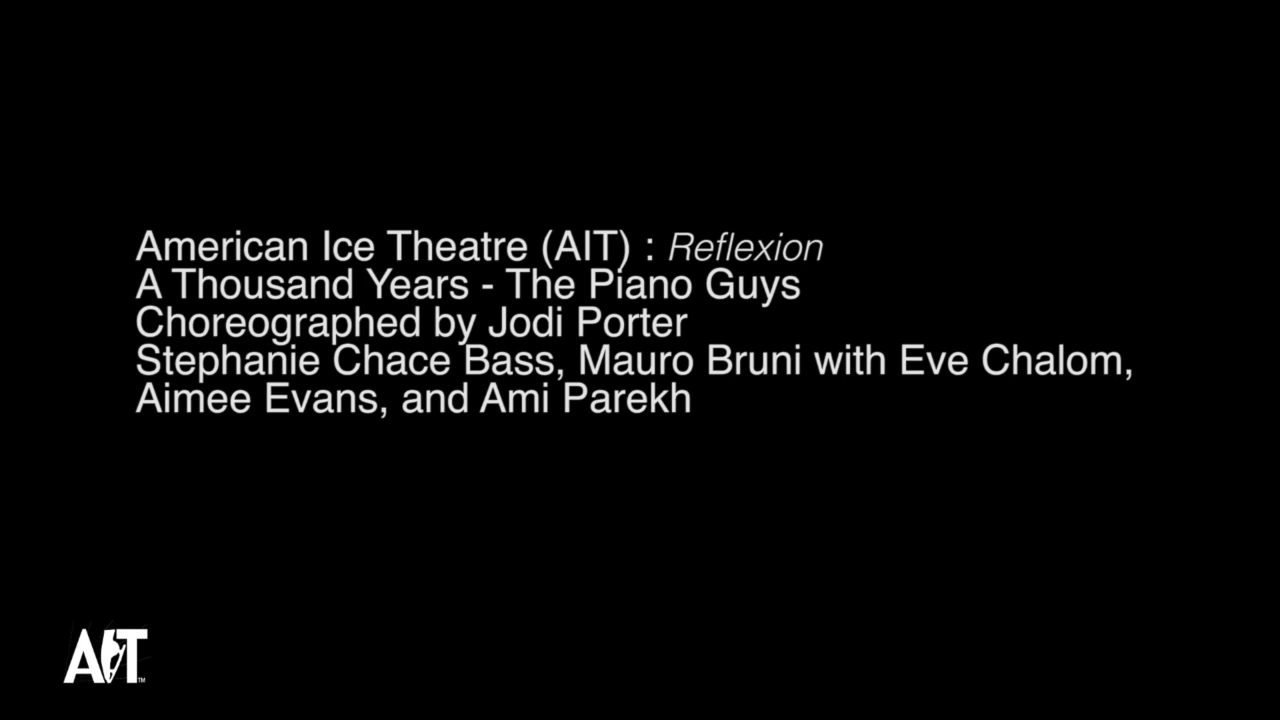 American Ice Theatre (AIT) : Reflexion
A Thousand Years - The Piano Guys
Choreographed by Jodi Porter
Stephanie Chace Bass, Mauro Bruni with Eve Chalom,
Aimee Evans, and Ami Parekh
AIT™